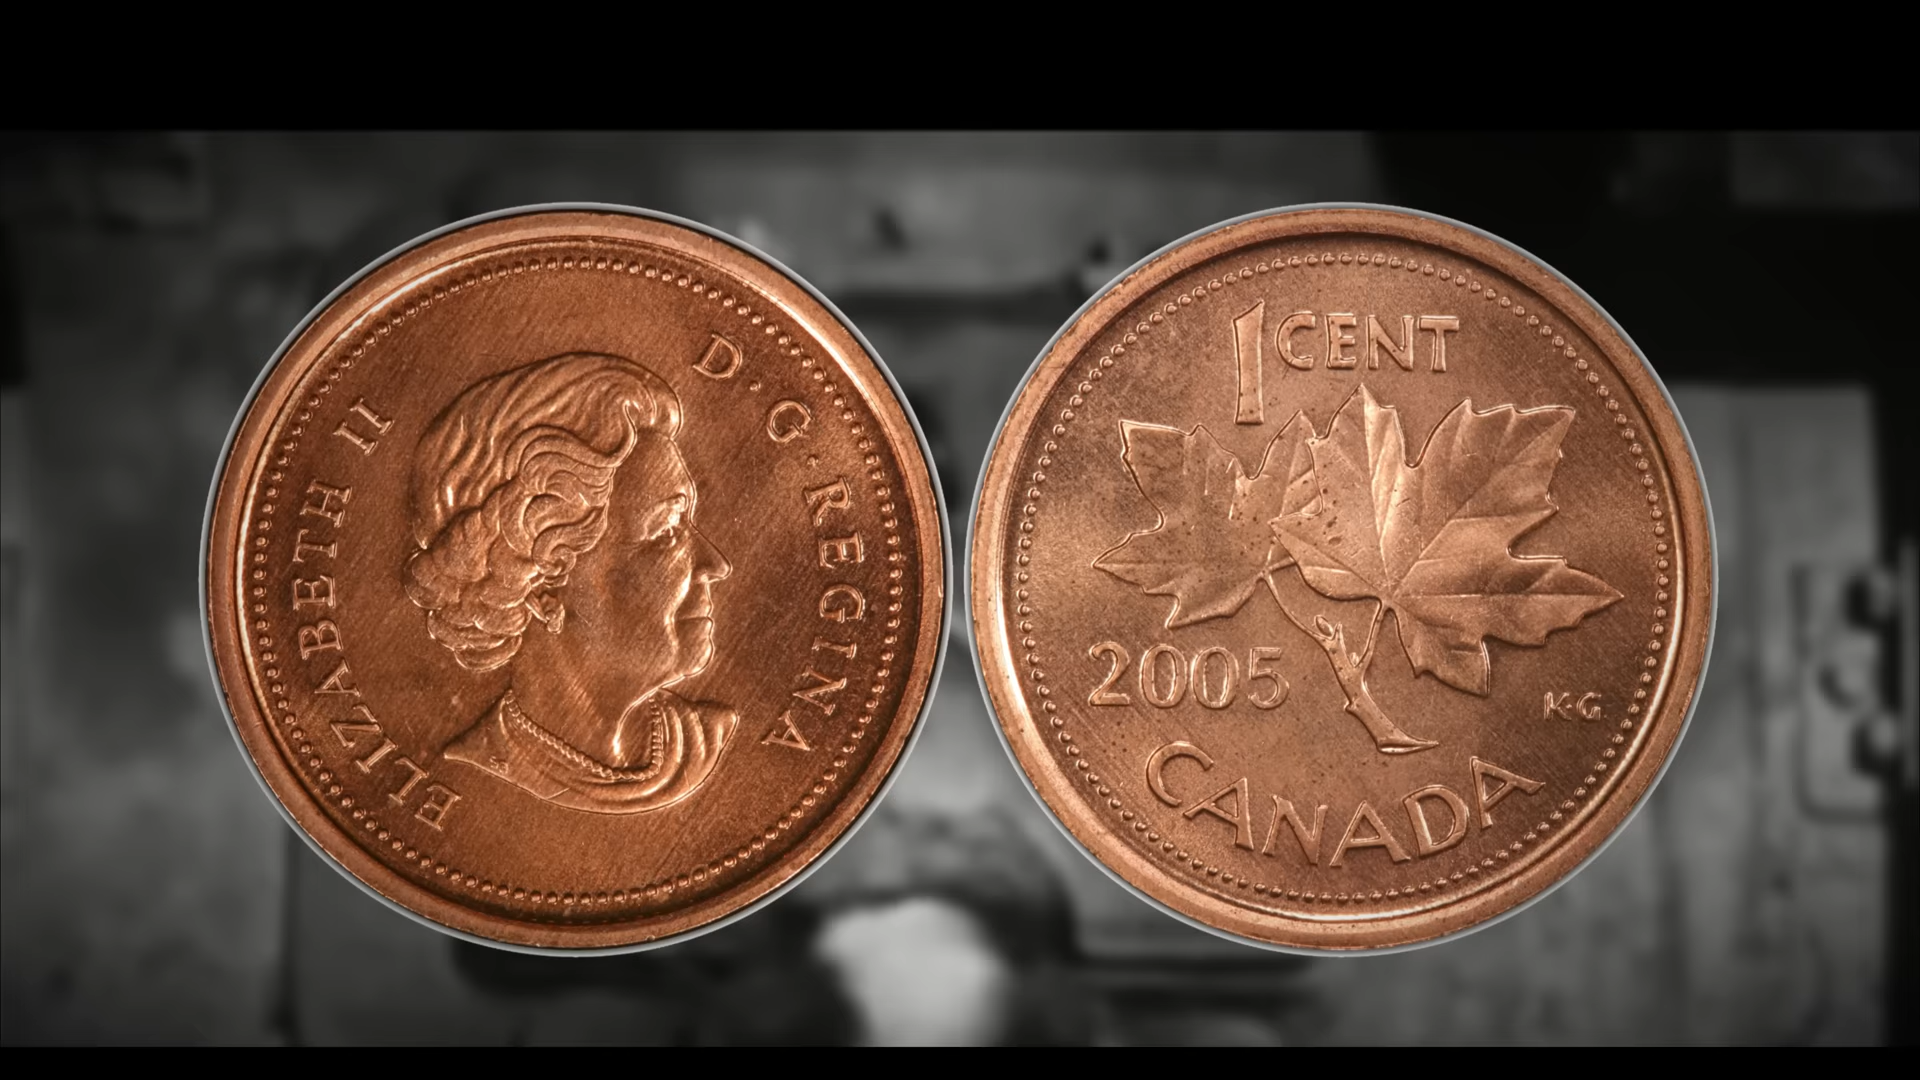 ELIZABETH II D·G·REGINA
1 CENT
2005
K·G
CANADA